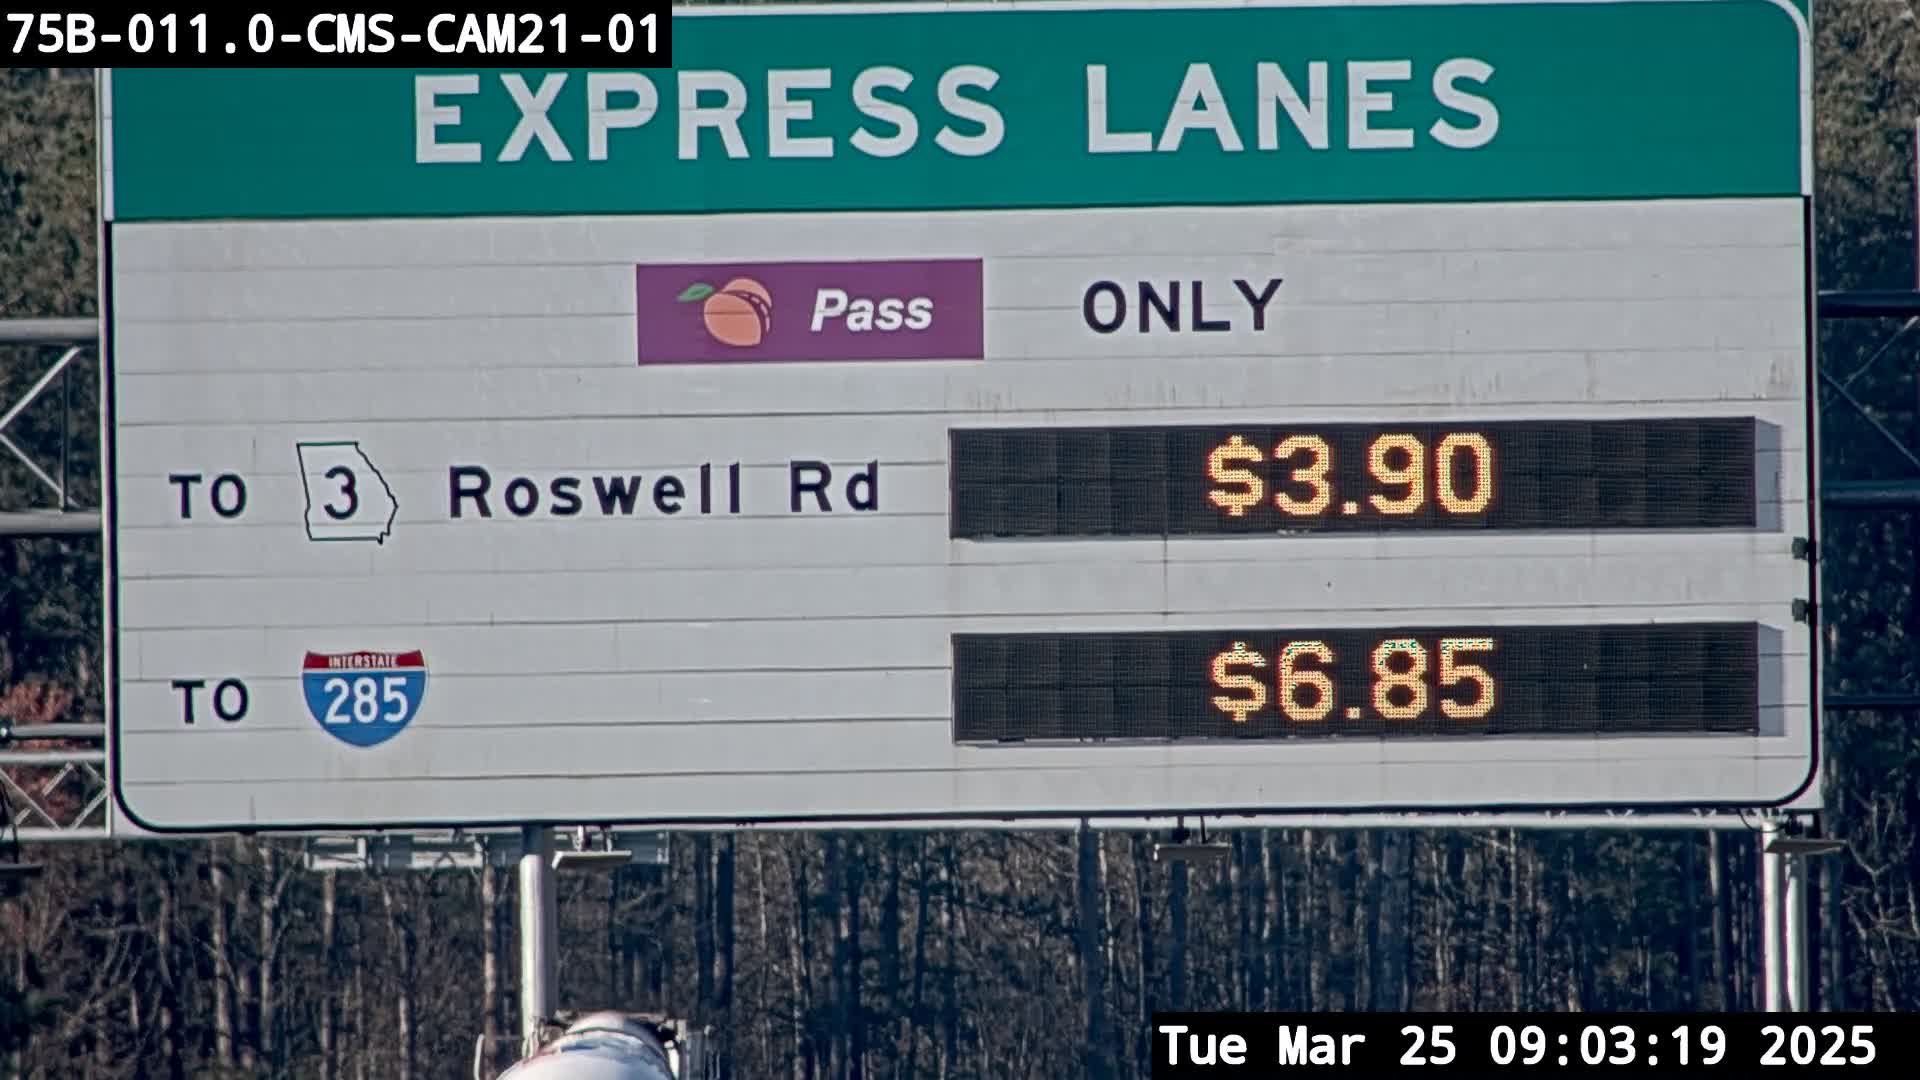 75B-011.0-CMS-CAM21-01
EXPRESS LANES
Pass ONLY
TO 3 Roswell Rd $3.90
INTERSTATE
TO 285 $6.85
Tue Mar 25 09:03:19 2025